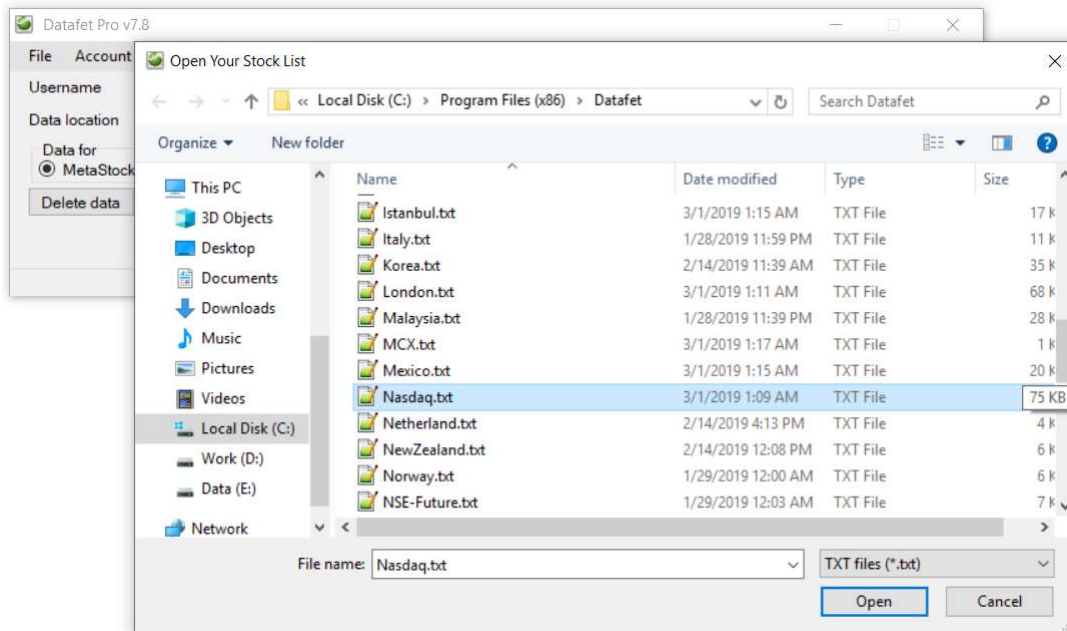 Datafet Pro v7.8
File Account
Username
Data location
Data for
MetaStock
Delete data
Open Your Stock List
« Local Disk (C:) > Program Files (x86) > Datafet
Search Datafet
Organize New folder
This PC
3D Objects
Desktop
Documents
Downloads
Music
Pictures
Videos
Local Disk (C:)
Work (D:)
Data (E:)
Network
Name Date modified Type Size
Istanbul.txt 3/1/2019 1:15 AM TXT File 17 K
Italy.txt 1/28/2019 11:59 PM TXT File 11 K
Korea.txt 2/14/2019 11:39 AM TXT File 35 K
London.txt 3/1/2019 1:11 AM TXT File 68 K
Malaysia.txt 1/28/2019 11:39 PM TXT File 28 K
MCX.txt 3/1/2019 1:17 AM TXT File 1 K
Mexico.txt 3/1/2019 1:15 AM TXT File 20 K
Nasdaq.txt 3/1/2019 1:09 AM TXT File 75 KB
Netherland.txt 2/14/2019 4:13 PM TXT File 4 K
NewZealand.txt 2/14/2019 12:08 PM TXT File 6 K
Norway.txt 1/29/2019 12:00 AM TXT File 6 K
NSE-Future.txt 1/29/2019 12:03 AM TXT File 7 K
File name: Nasdaq.txt TXT files (*.txt)
Open Cancel